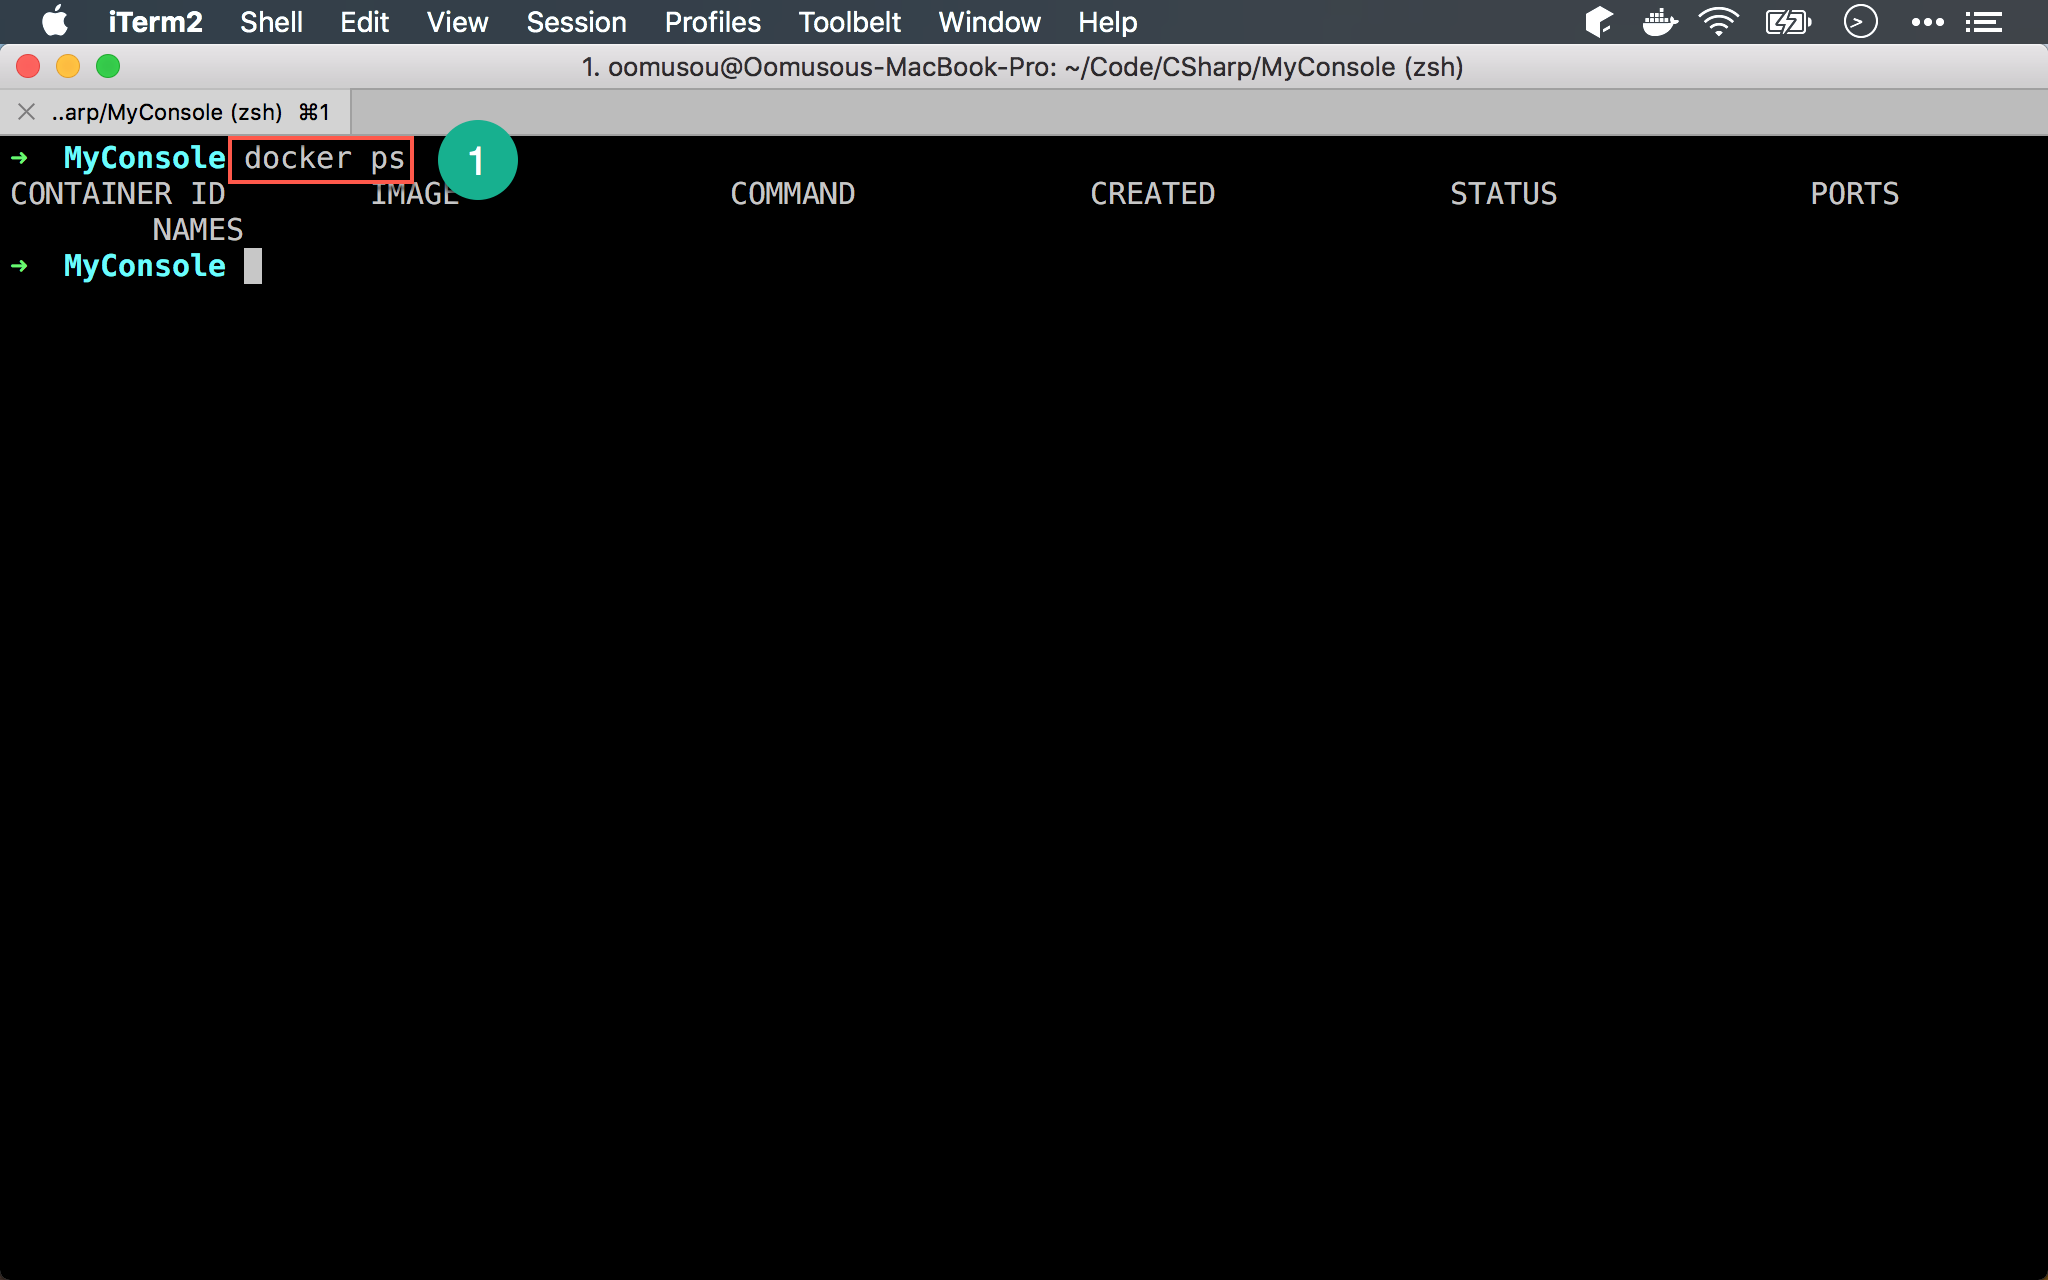 iTerm2 Shell Edit View Session Profiles Toolbelt Window Help
1. oomusou@Oomusous-MacBook-Pro: ~/Code/CSharp/MyConsole (zsh)
..arp/MyConsole (zsh) ⌘1
→ MyConsole docker ps 1
CONTAINER ID IMAGE COMMAND CREATED STATUS PORTS
NAMES
→ MyConsole